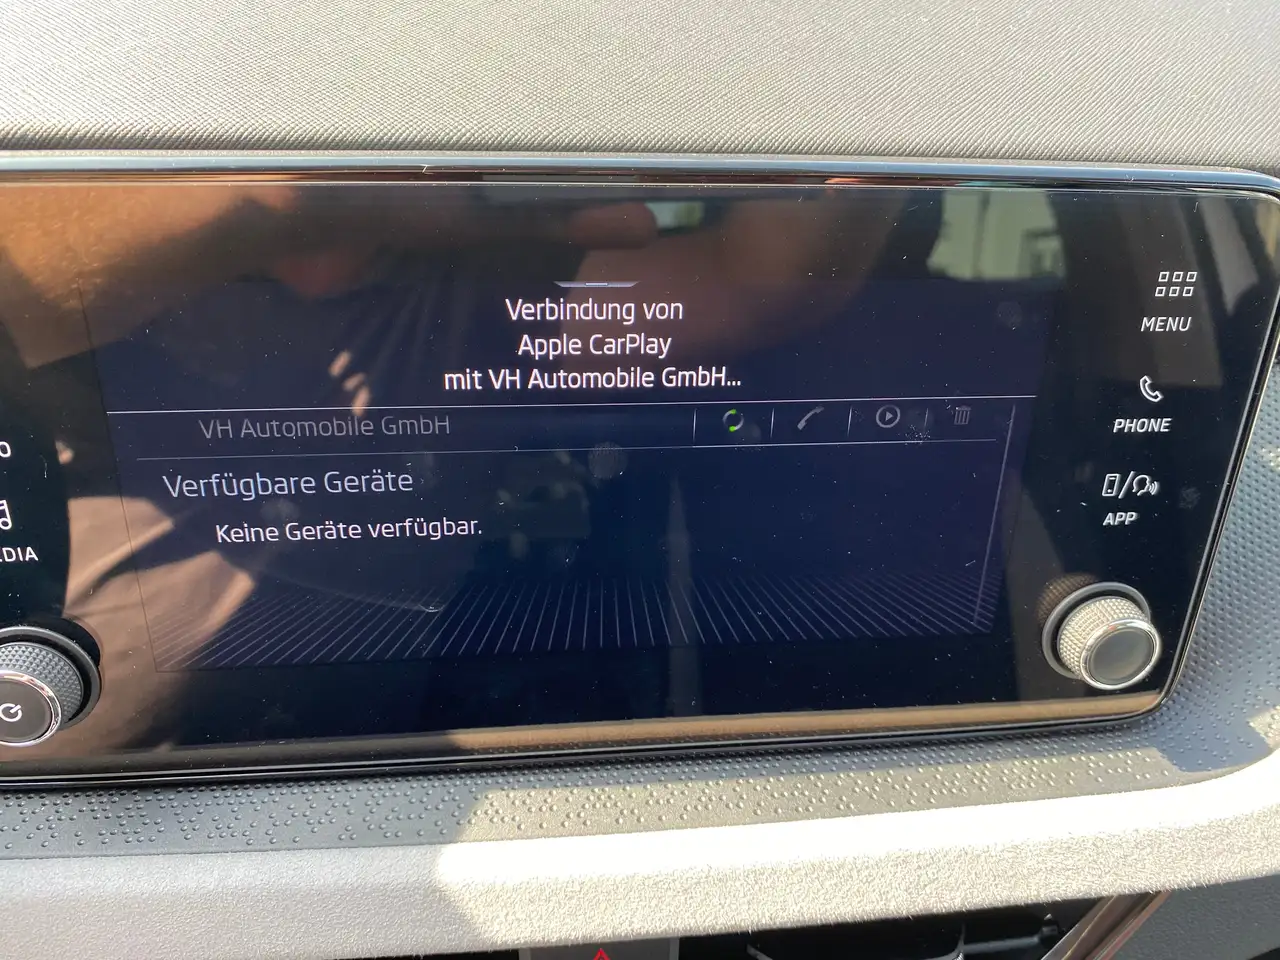 Verbindung von
Apple CarPlay
mit VH Automobile GmbH...
VH Automobile GmbH
Verfügbare Geräte
Keine Geräte verfügbar.
MENU
PHONE
APP